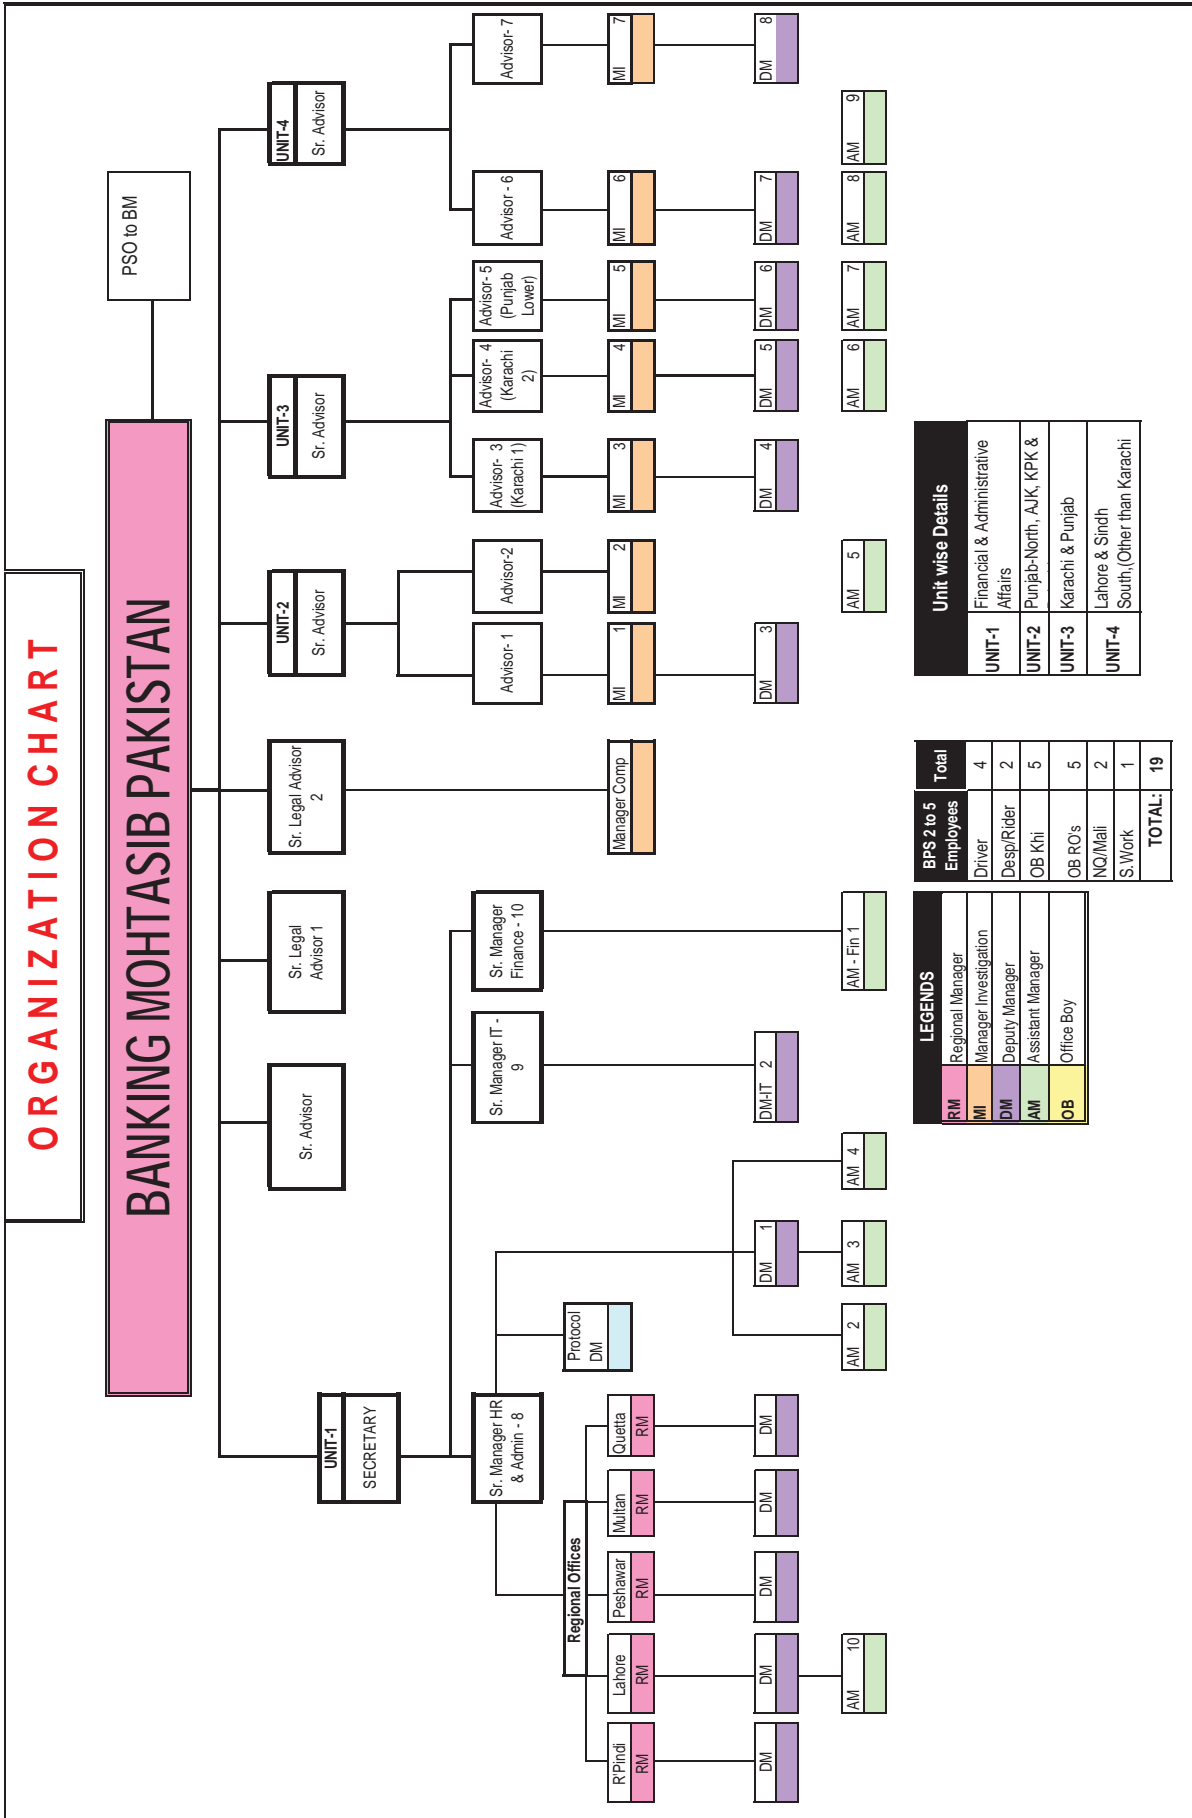 ORGANIZATION CHART
BANKING MOHTASIB PAKISTAN
PSO to BM
UNIT-1
SECRETARY
Sr. Advisor
Sr. Legal
Advisor 1
Sr. Legal Advisor
2
UNIT-2
Sr. Advisor
UNIT-3
Sr. Advisor
UNIT-4
Sr. Advisor
Sr. Manager HR
& Admin - 8
Sr. Manager IT -
9
Sr. Manager
Finance - 10
Advisor- 1
Advisor-2
Advisor- 3
(Karachi 1)
Advisor- 4
(Karachi
2)
Advisor- 5
(Punjab
Lower)
Advisor - 6
Advisor- 7
Regional Offices
Protocol
DM
R'Pindi
RM
Lahore
RM
Peshawar
RM
Multan
RM
Quetta
RM
Manager Comp
MI 1
MI 2
MI 3
MI 4
MI 5
MI 6
MI 7
DM
DM
DM
DM
DM
DM 1
DM-IT 2
DM 3
DM 4
DM 5
DM 6
DM 7
DM 8
AM 10
AM 2
AM 3
AM 4
AM - Fin 1
AM 5
AM 6
AM 7
AM 8
AM 9
LEGENDS
RM Regional Manager
MI Manager Investigation
DM Deputy Manager
AM Assistant Manager
OB Office Boy
BPS 2 to 5
Employees Total
Driver 4
Desp/Rider 2
OB Khi 5
OB RO's 5
NQ/Mali 2
S.Work 1
TOTAL: 19
Unit wise Details
UNIT-1 Financial & Administrative
Affairs
UNIT-2 Punjab-North, AJK, KPK &
UNIT-3 Karachi & Punjab
UNIT-4 Lahore & Sindh
South,(Other than Karachi